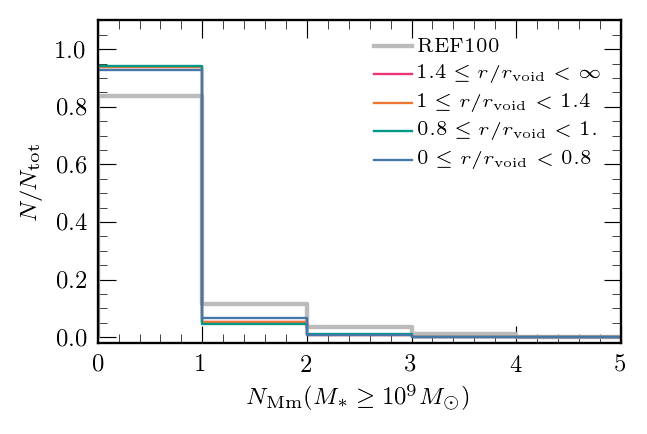 1.0
0.8
0.6
0.4
0.2
0.0
N/N_tot
REF100
1.4 ≤ r/r_void < ∞
1 ≤ r/r_void < 1.4
0.8 ≤ r/r_void < 1.
0 ≤ r/r_void < 0.8
0 1 2 3 4 5
N_Mm(M_* ≥ 10^9 M_⊙)